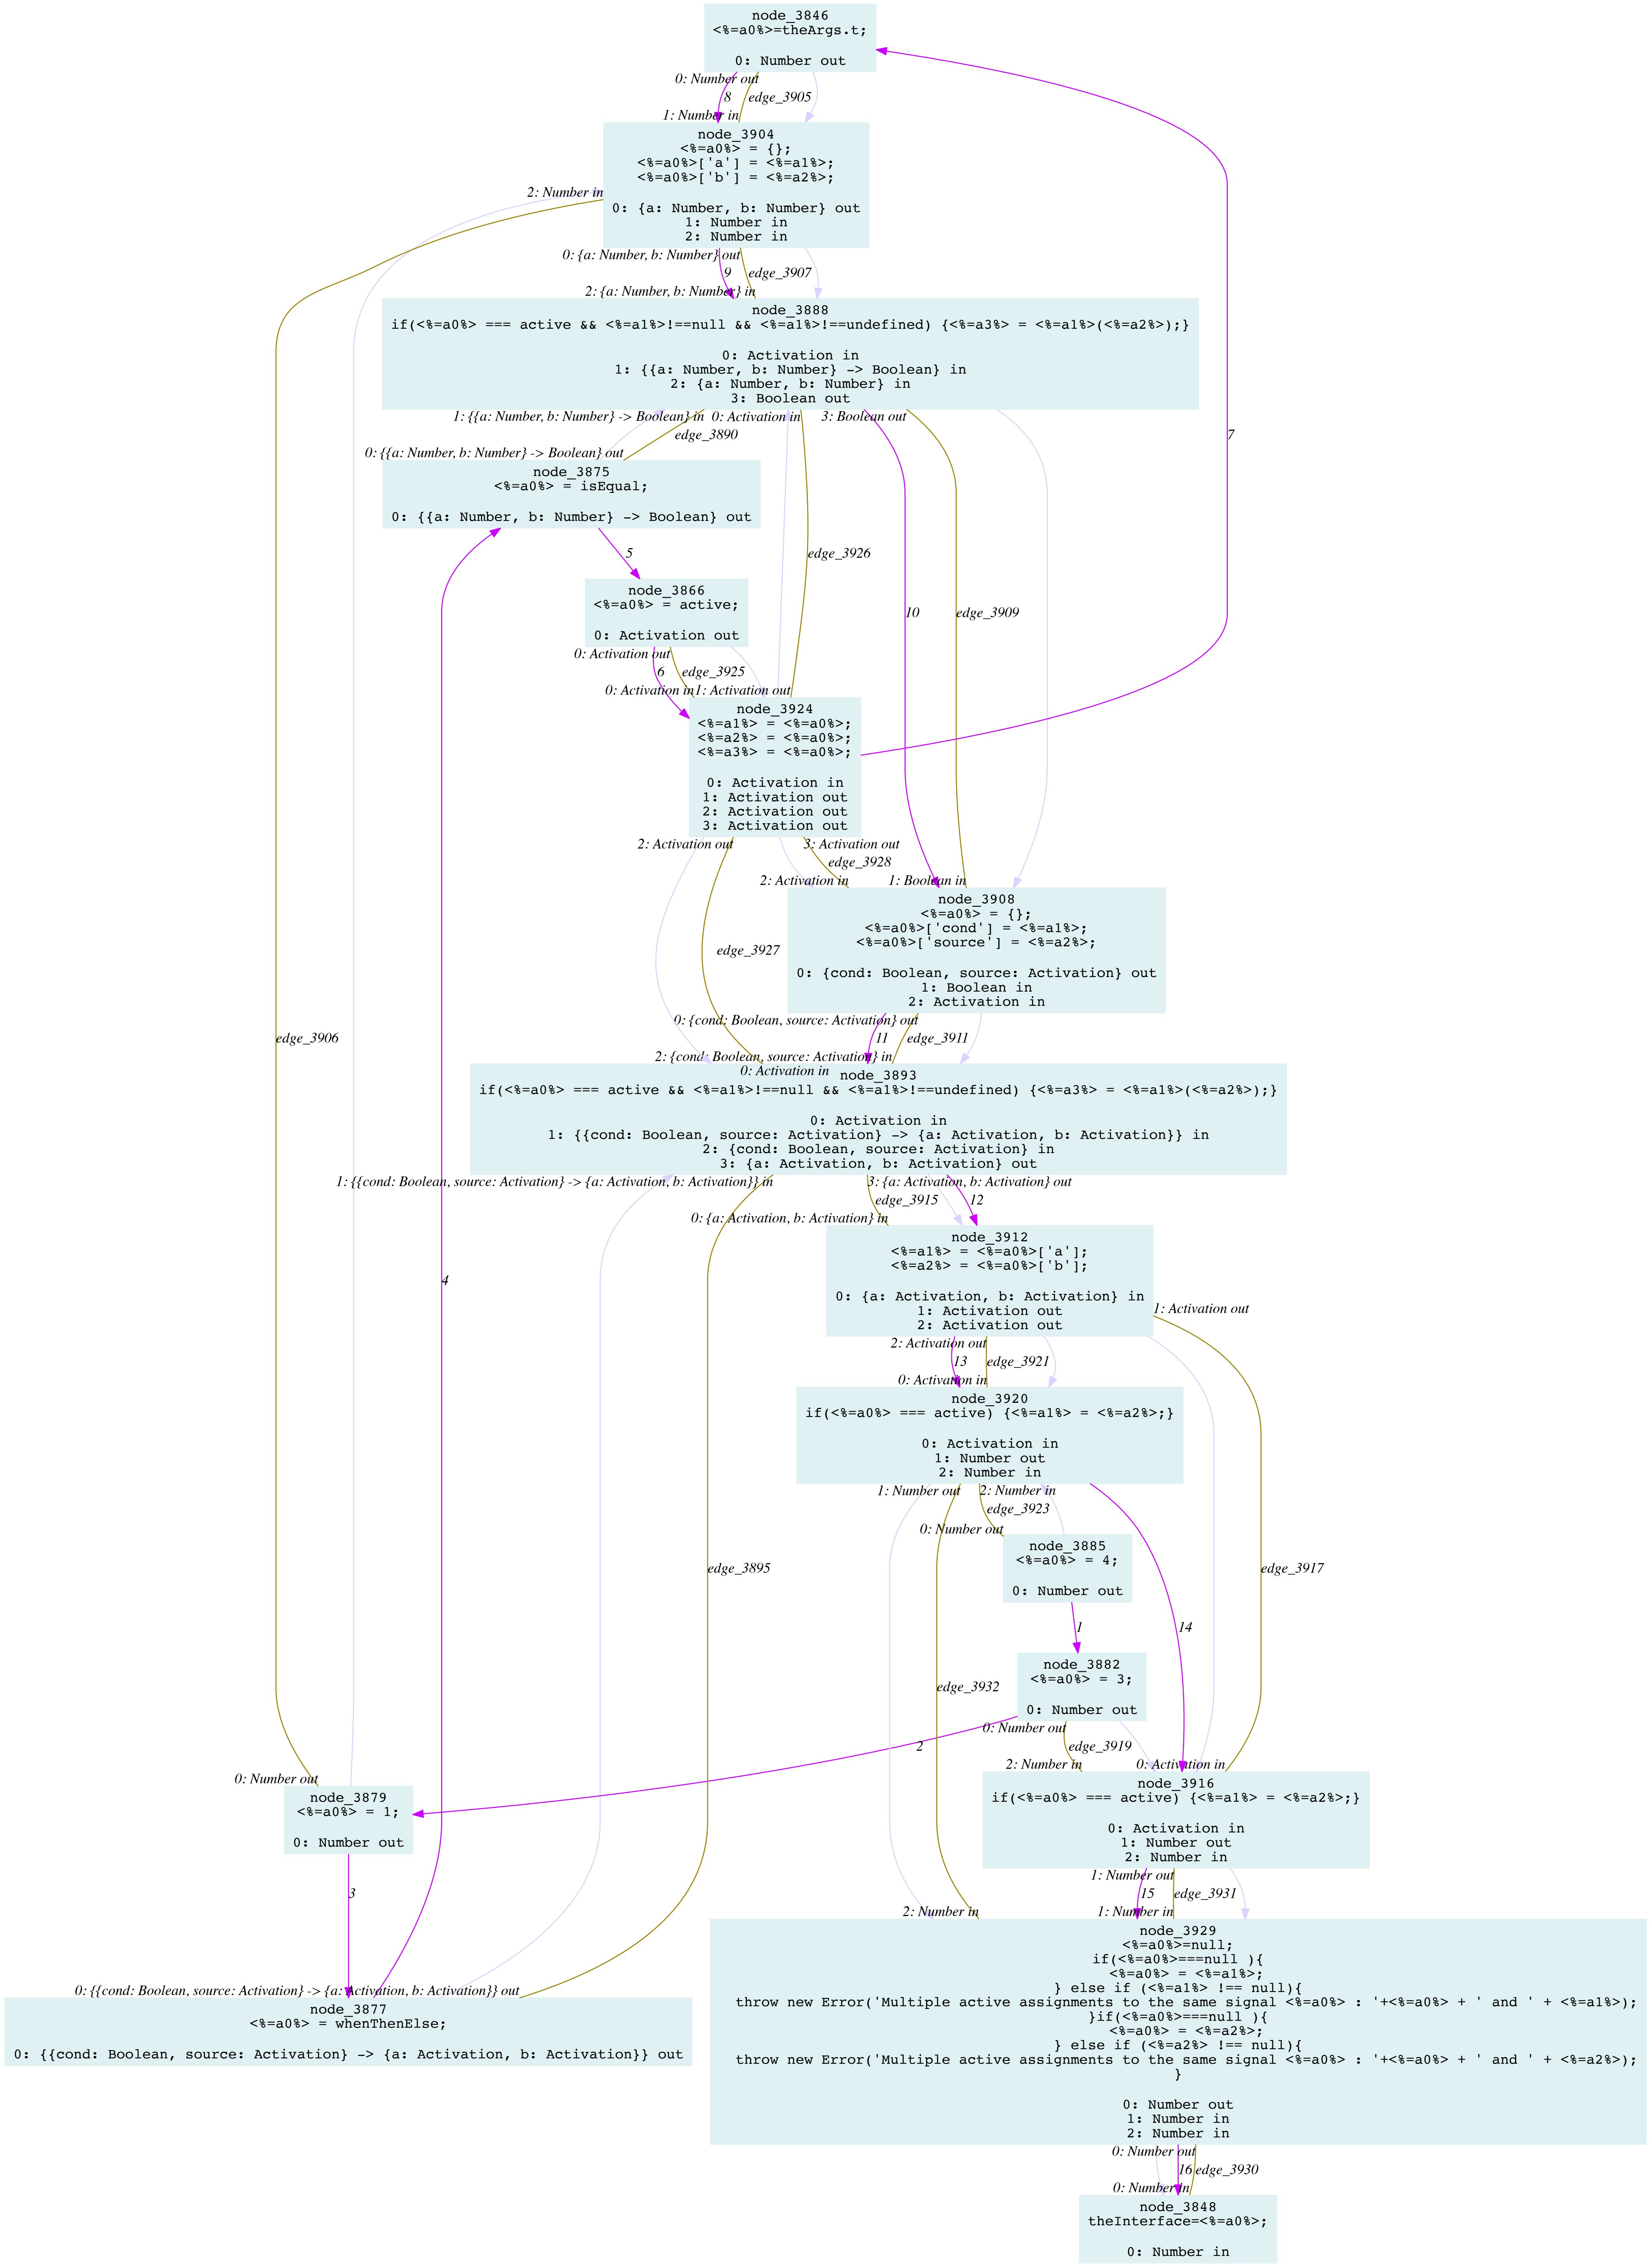 node_3846
<%=a0%>=theArgs.t;
0: Number out
0: Number out
8
edge_3905
1: Number in
node_3904
<%=a0%> = {};
<%=a0%>['a'] = <%=a1%>;
<%=a0%>['b'] = <%=a2%>;
2: Number in
0: {a: Number, b: Number} out
1: Number in
2: Number in
0: {a: Number, b: Number} out
9
edge_3907
2: {a: Number, b: Number} in
node_3888
if(<%=a0%> === active && <%=a1%>!==null && <%=a1%>!==undefined) {<%=a3%> = <%=a1%>(<%=a2%>);}
0: Activation in
1: {{a: Number, b: Number} -> Boolean} in
2: {a: Number, b: Number} in
3: Boolean out
1: {{a: Number, b: Number} -> Boolean} in
0: Activation in
3: Boolean out
7
edge_3890
0: {{a: Number, b: Number} -> Boolean} out
node_3875
<%=a0%> = isEqual;
0: {{a: Number, b: Number} -> Boolean} out
5
edge_3926
node_3866
<%=a0%> = active;
0: Activation out
10
edge_3909
0: Activation out
6
edge_3925
0: Activation in
1: Activation out
node_3924
<%=a1%> = <%=a0%>;
<%=a2%> = <%=a0%>;
<%=a3%> = <%=a0%>;
0: Activation in
1: Activation out
2: Activation out
3: Activation out
2: Activation out
3: Activation out
edge_3928
2: Activation in
1: Boolean in
node_3908
<%=a0%> = {};
<%=a0%>['cond'] = <%=a1%>;
<%=a0%>['source'] = <%=a2%>;
0: {cond: Boolean, source: Activation} out
1: Boolean in
2: Activation in
edge_3927
0: {cond: Boolean, source: Activation} out
edge_3906
11
edge_3911
2: {cond: Boolean, source: Activation} in
0: Activation in
node_3893
if(<%=a0%> === active && <%=a1%>!==null && <%=a1%>!==undefined) {<%=a3%> = <%=a1%>(<%=a2%>);}
0: Activation in
1: {{cond: Boolean, source: Activation} -> {a: Activation, b: Activation}} in
2: {cond: Boolean, source: Activation} in
3: {a: Activation, b: Activation} out
1: {{cond: Boolean, source: Activation} -> {a: Activation, b: Activation}} in
3: {a: Activation, b: Activation} out
edge_3915
12
0: {a: Activation, b: Activation} in
node_3912
<%=a1%> = <%=a0%>['a'];
<%=a2%> = <%=a0%>['b'];
0: {a: Activation, b: Activation} in
1: Activation out
2: Activation out
4
1: Activation out
2: Activation out
13
edge_3921
0: Activation in
node_3920
if(<%=a0%> === active) {<%=a1%> = <%=a2%>;}
0: Activation in
1: Number out
2: Number in
1: Number out
2: Number in
edge_3923
0: Number out
node_3885
<%=a0%> = 4;
0: Number out
edge_3895
edge_3917
1
14
node_3882
<%=a0%> = 3;
0: Number out
edge_3932
0: Number out
2
edge_3919
2: Number in
0: Activation in
0: Number out
node_3879
<%=a0%> = 1;
0: Number out
node_3916
if(<%=a0%> === active) {<%=a1%> = <%=a2%>;}
0: Activation in
1: Number out
2: Number in
3
1: Number out
15
edge_3931
2: Number in
1: Number in
0: {{cond: Boolean, source: Activation} -> {a: Activation, b: Activation}} out
node_3877
<%=a0%> = whenThenElse;
0: {{cond: Boolean, source: Activation} -> {a: Activation, b: Activation}} out
node_3929
<%=a0%>=null;
if(<%=a0%>===null ){
<%=a0%> = <%=a1%>;
} else if (<%=a1%> !== null){
throw new Error('Multiple active assignments to the same signal <%=a0%> : '+<%=a0%> + ' and ' + <%=a1%>);
}if(<%=a0%>===null ){
<%=a0%> = <%=a2%>;
} else if (<%=a2%> !== null){
throw new Error('Multiple active assignments to the same signal <%=a0%> : '+<%=a0%> + ' and ' + <%=a2%>);
}
0: Number out
1: Number in
2: Number in
0: Number out
16
edge_3930
0: Number in
node_3848
theInterface=<%=a0%>;
0: Number in